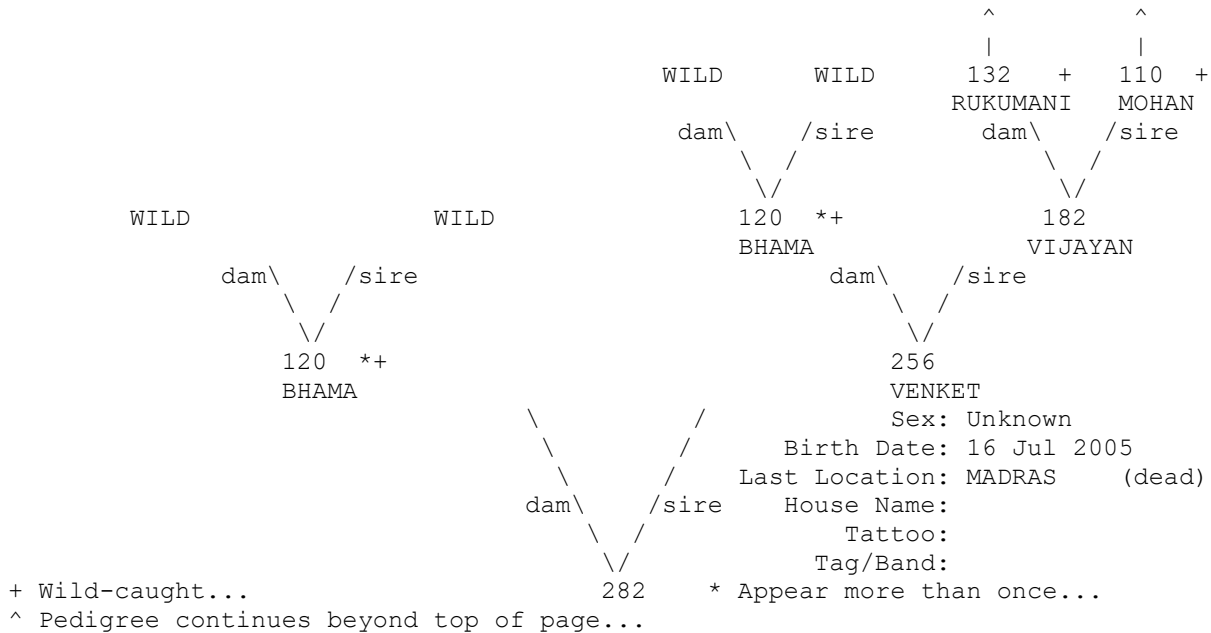 ^ ^
| |
WILD WILD 132 + 110 +
RUKUMANI MOHAN
dam\ /sire dam\ /sire
\ / \ /
\/ \/
WILD WILD 120 *+ 182
BHAMA VIJAYAN
dam\ /sire dam\ /sire
\ / \ /
\/ \/
120 *+ 256
BHAMA VENKET
\ / Sex: Unknown
\ / Birth Date: 16 Jul 2005
\ / Last Location: MADRAS (dead)
dam\ /sire House Name:
\ / Tattoo:
\/ Tag/Band:
+ Wild-caught... 282 * Appear more than once...
^ Pedigree continues beyond top of page...